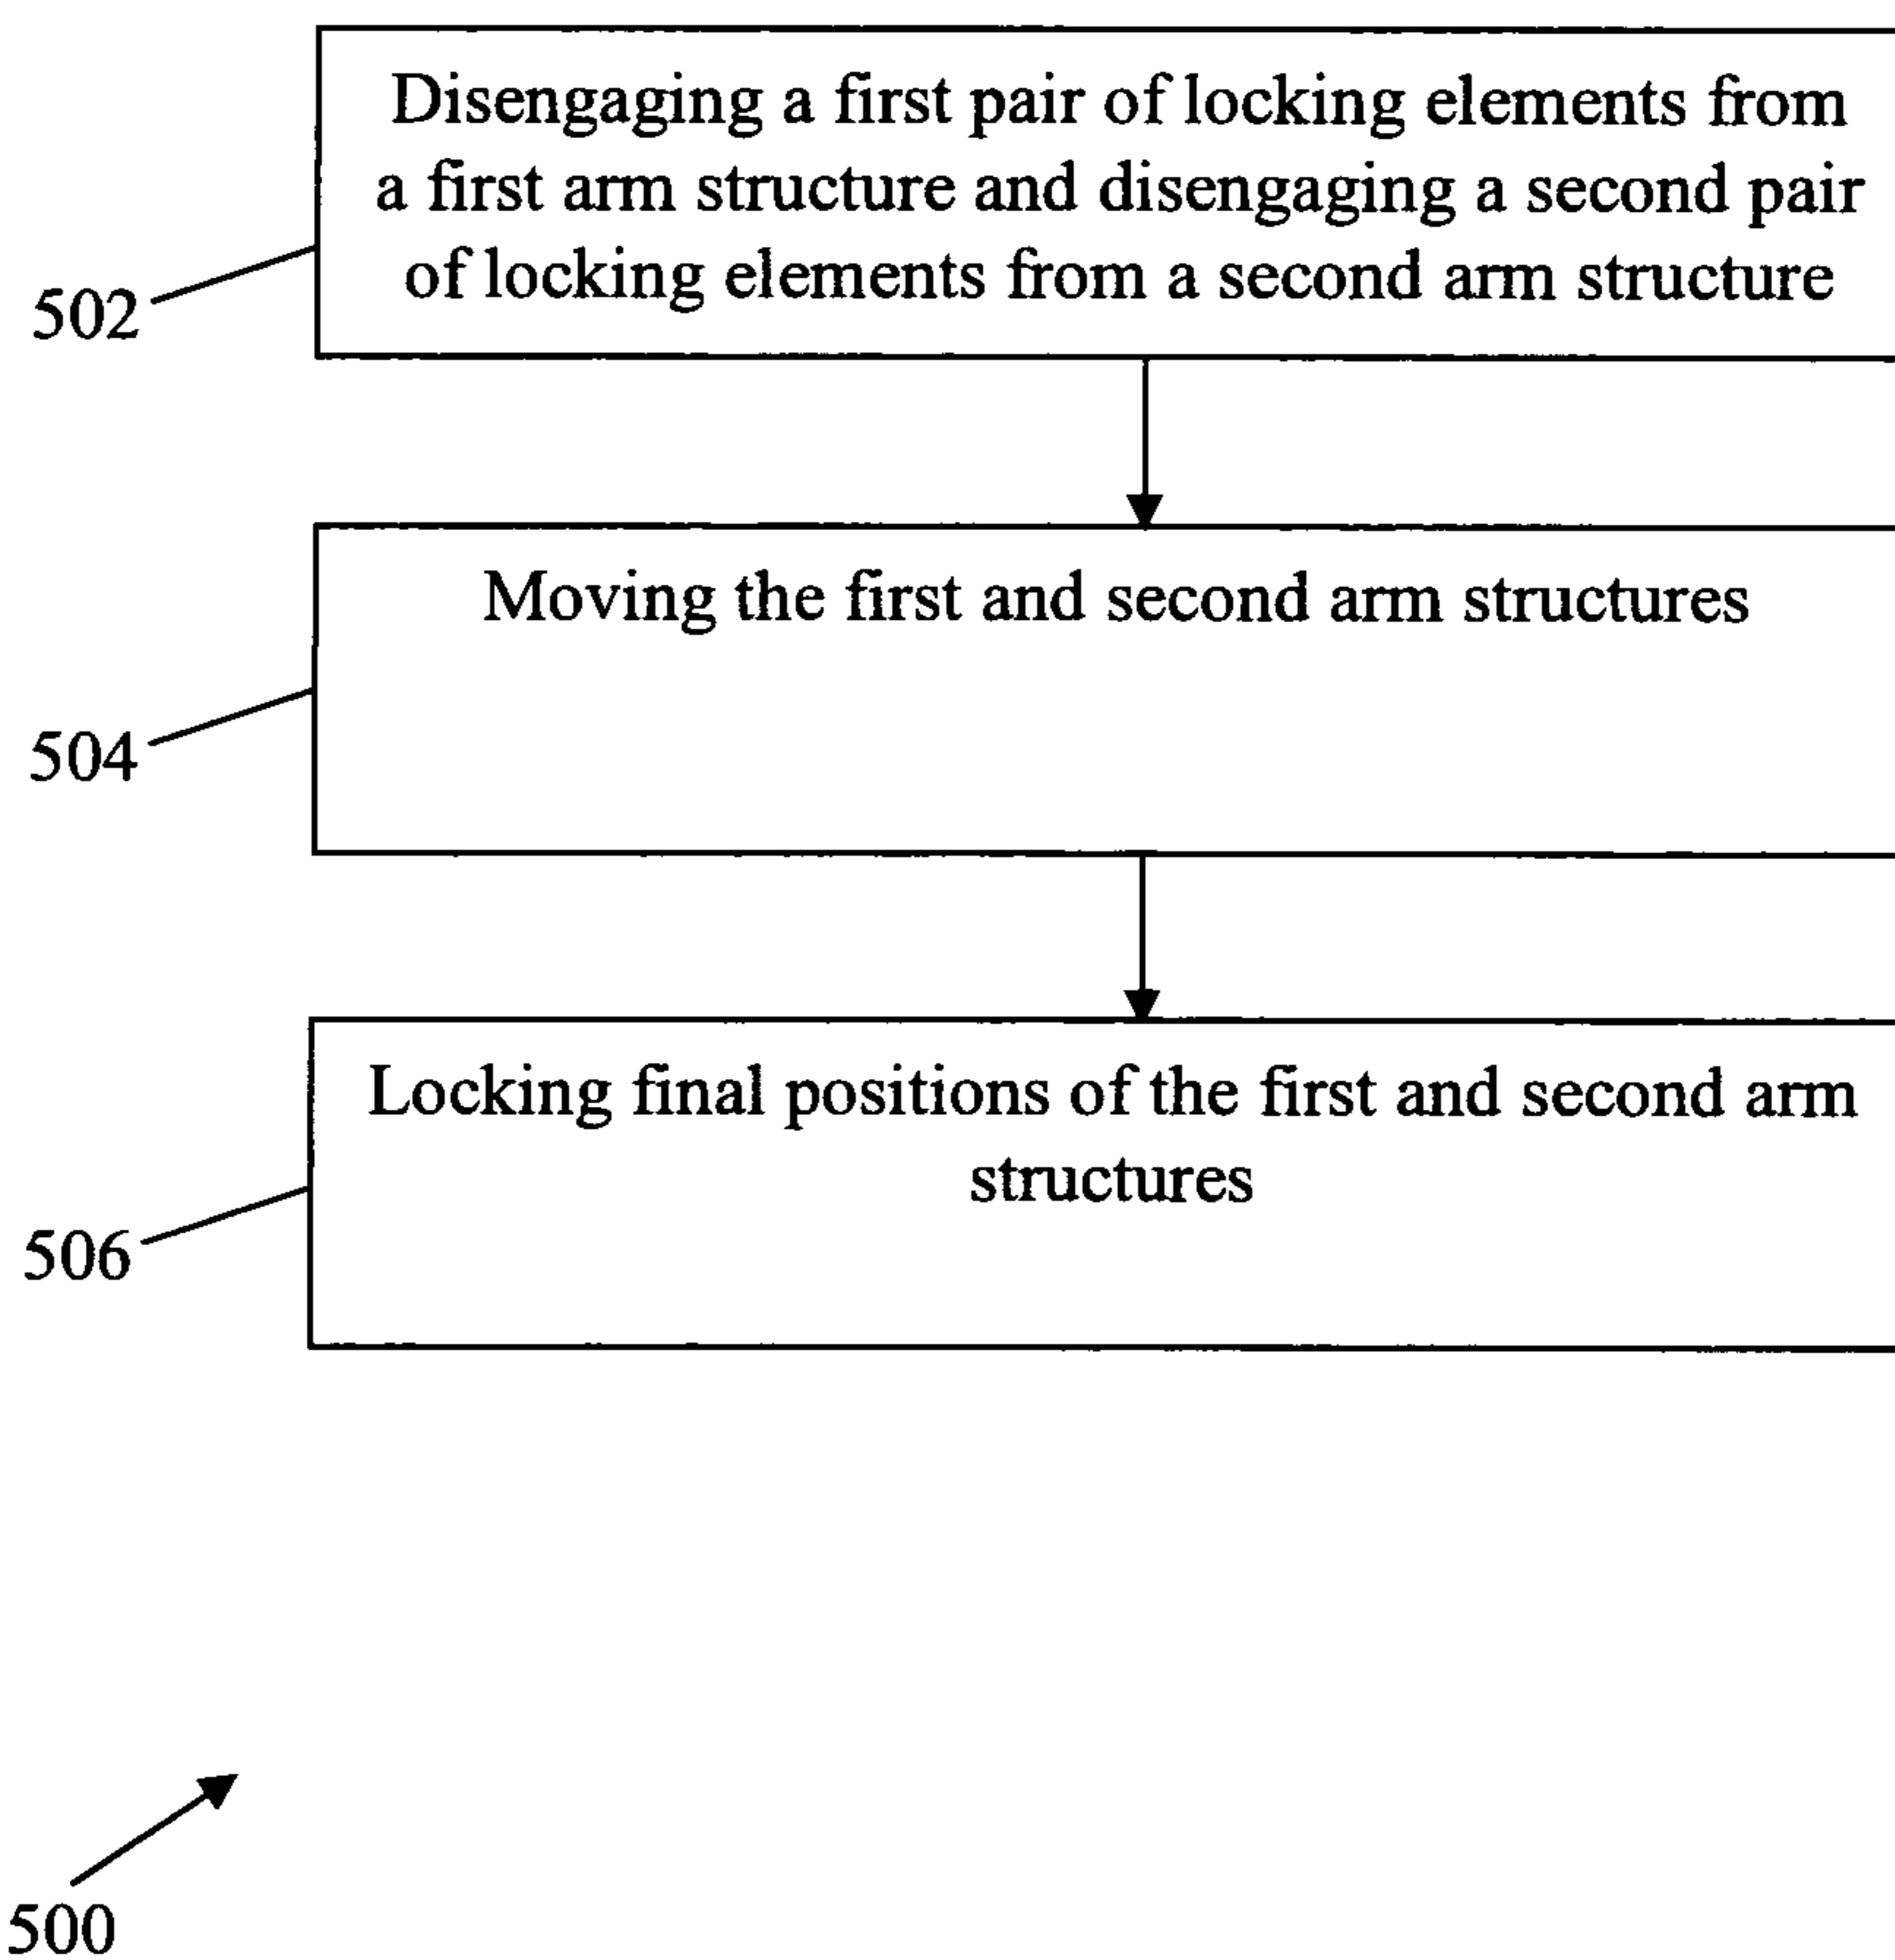 Disengaging a first pair of locking elements from
a first arm structure and disengaging a second pair
of locking elements from a second arm structure
502
Moving the first and second arm structures
504
Locking final positions of the first and second arm
structures
506
500